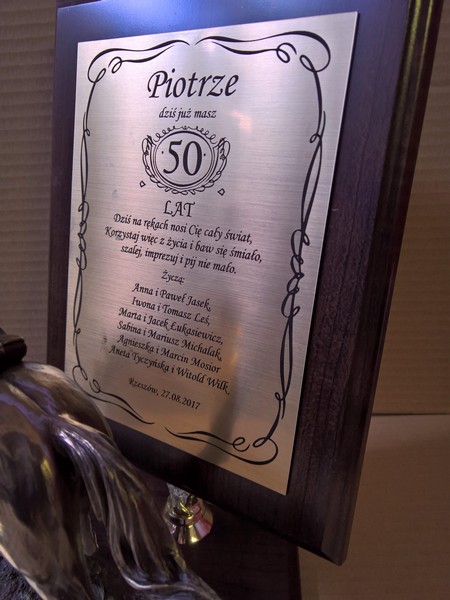 Piotrze
dziś już masz
50
LAT
Dziś na rękach nosi Cię cały świat,
Korzystaj więc z życia i baw się śmiało,
szalej, imprezuj i pij nie mało.
Życzą:
Anna i Paweł Jasek,
Iwona i Tomasz Leś,
Marta i Jacek Łukasiewicz,
Sabina i Mariusz Michalak,
Agnieszka i Marcin Mosior
Aneta Tyczyńska i Witold Wilk
Rzeszów, 27.08.2017